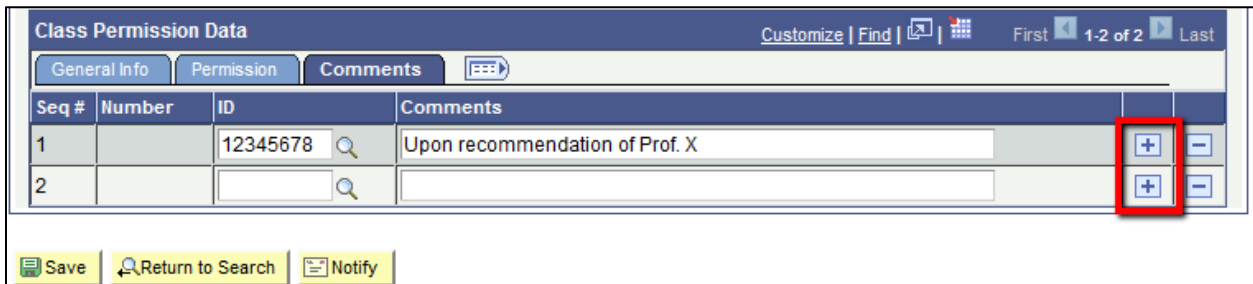 Class Permission Data Customize | Find | | First 1-2 of 2 Last
General Info Permission Comments
Seq # Number ID Comments
1 12345678 Upon recommendation of Prof. X
2
Save Return to Search Notify